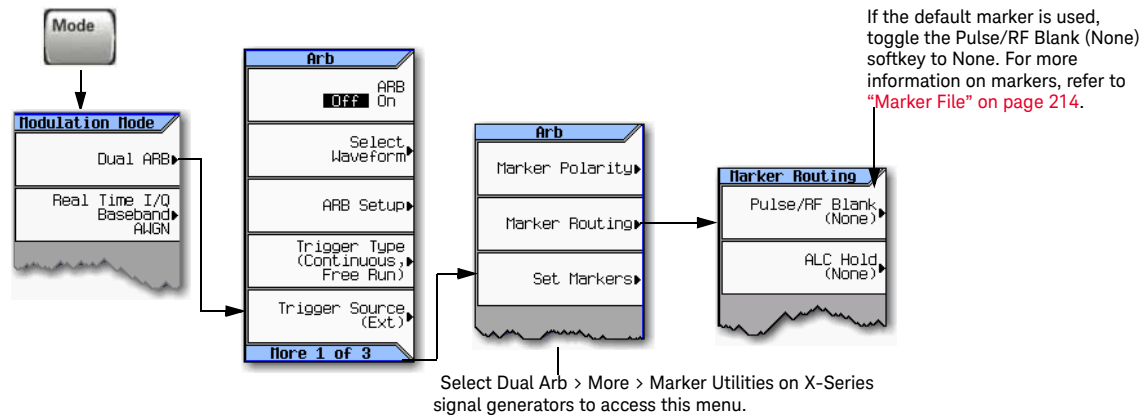 Mode
Modulation Mode
Dual ARB
Real Time I/Q
Baseband
AWGN
Arb
ARB
Off On
Select
Waveform
ARB Setup
Trigger Type
(Continuous,
Free Run)
Trigger Source
(Ext)
More 1 of 3
Arb
Marker Polarity
Marker Routing
Set Markers
Select Dual Arb > More > Marker Utilities on X-Series
signal generators to access this menu.
If the default marker is used,
toggle the Pulse/RF Blank (None)
softkey to None. For more
information on markers, refer to
“Marker File” on page 214.
Marker Routing
Pulse/RF Blank
(None)
ALC Hold
(None)